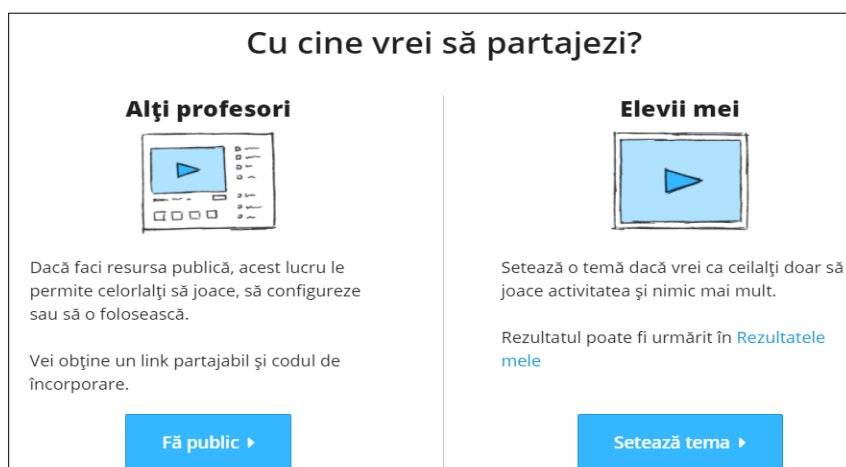 Cu cine vrei să partajezi?
Alţi profesori
Dacă faci resursa publică, acest lucru le
permite celorlalţi să joace, să configureze
sau să o folosească.
Vei obţine un link partajabil şi codul de
încorporare.
Fă public
Elevii mei
Setează o temă dacă vrei ca ceilalţi doar să
joace activitatea şi nimic mai mult.
Rezultatul poate fi urmărit în Rezultatele
mele
Setează tema